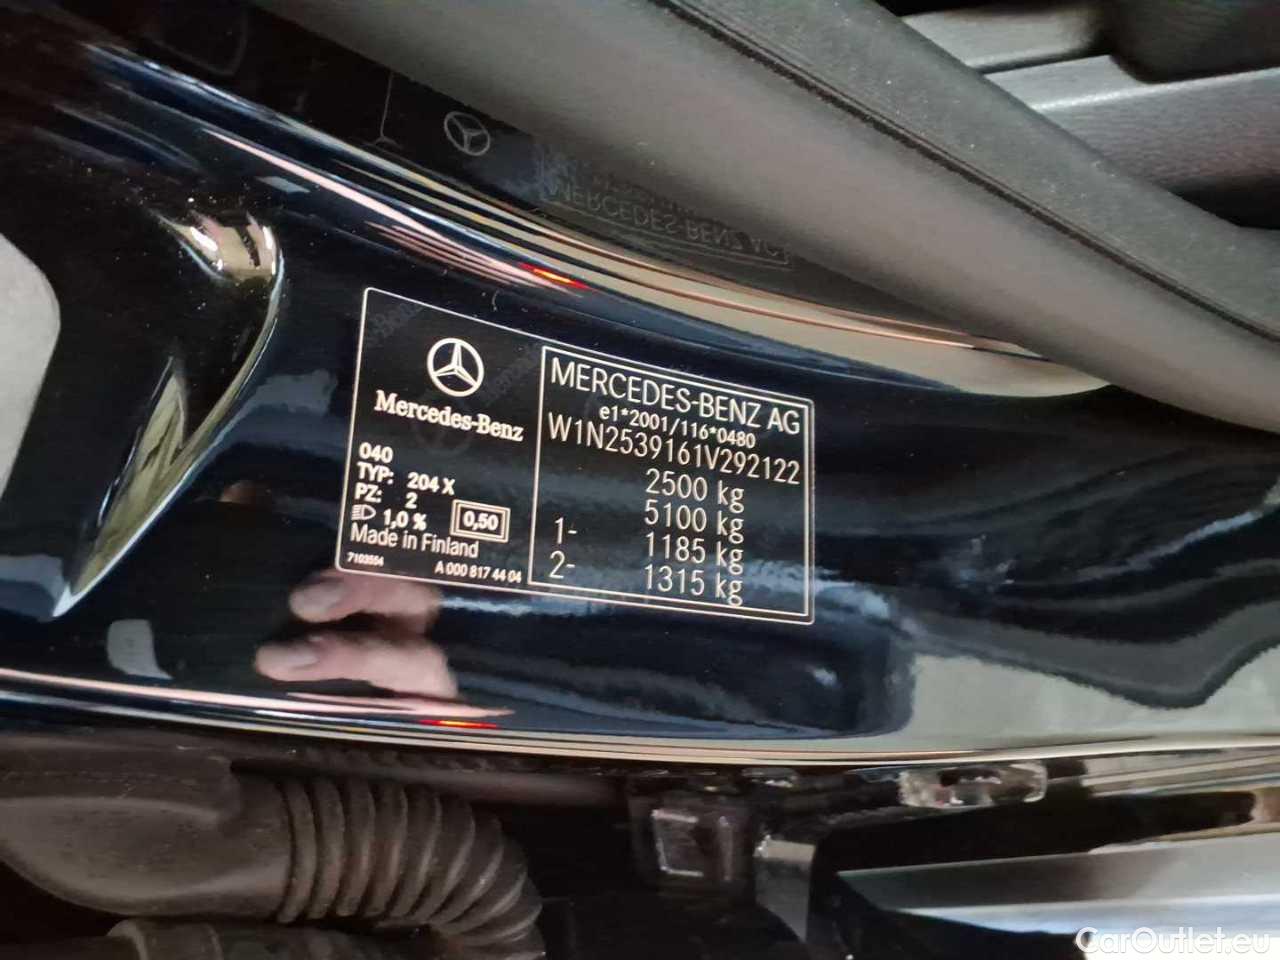 MERCEDES-BENZ AG
Mercedes-Benz
040
TYP: 204 X
PZ: 2
1,0 % 0,50
Made in Finland
7103554 A 000 817 44 04
MERCEDES-BENZ AG
e1*2001/116*0480
W1N2539161V292122
2500 kg
5100 kg
1- 1185 kg
2- 1315 kg
CarOutlet.eu